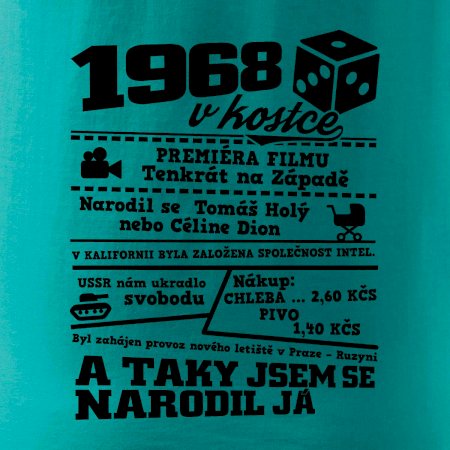 1968
v kostce
PREMIÉRA FILMU
Tenkrát na Západě
Narodil se Tomáš Holý
nebo Céline Dion
V KALIFORNII BYLA ZALOŽENA SPOLEČNOST INTEL.
USSR nám ukradlo
svobodu
Nákup:
CHLEBA ... 2,60 KČS
PIVO
1,40 KČS
Byl zahájen provoz nového letiště v Praze - Ruzyni
A TAKY JSEM SE
NARODIL JÁ